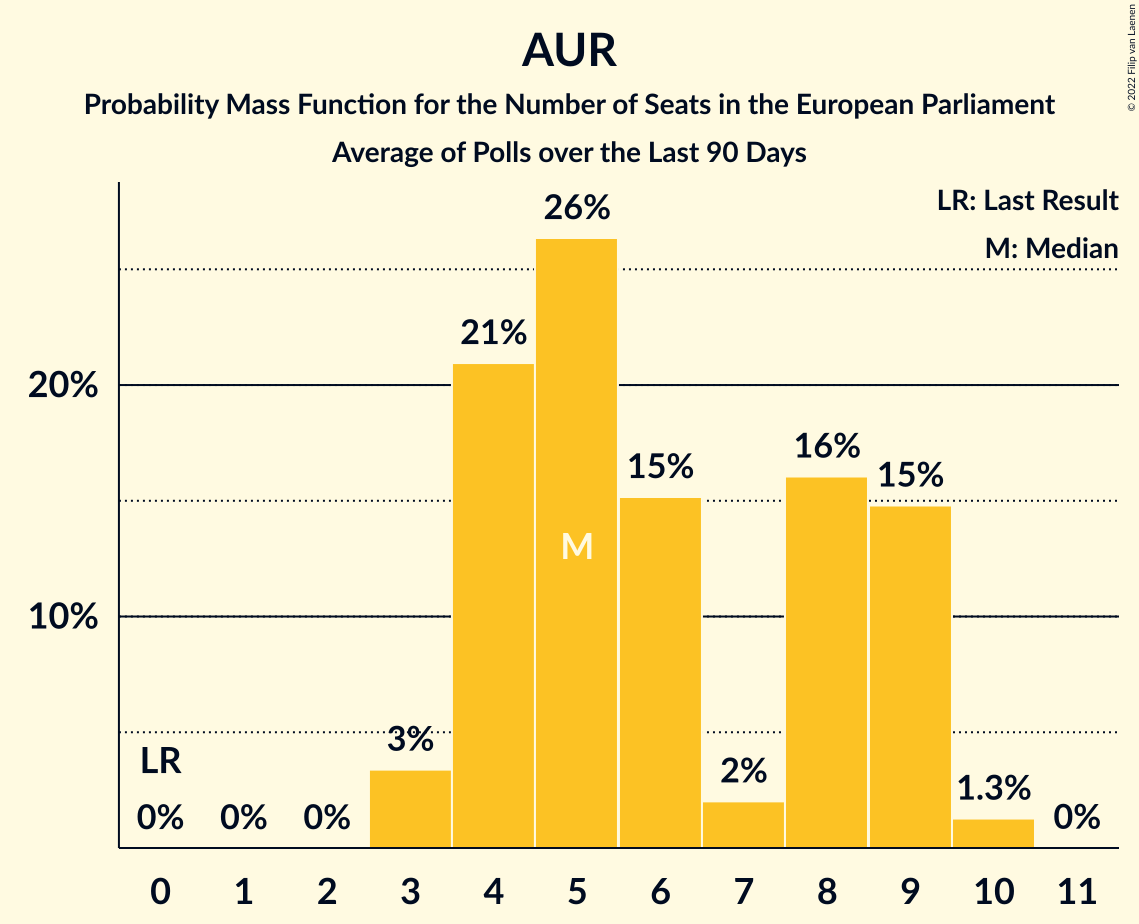 AUR
Probability Mass Function for the Number of Seats in the European Parliament
Average of Polls over the Last 90 Days
© 2022 Filip van Laenen
LR: Last Result
M: Median
26%
21%
20%
16%
15%
15%
M
10%
3%
LR
2%
1.3%
0% 0% 0% 0%
0 1 2 3 4 5 6 7 8 9 10 11